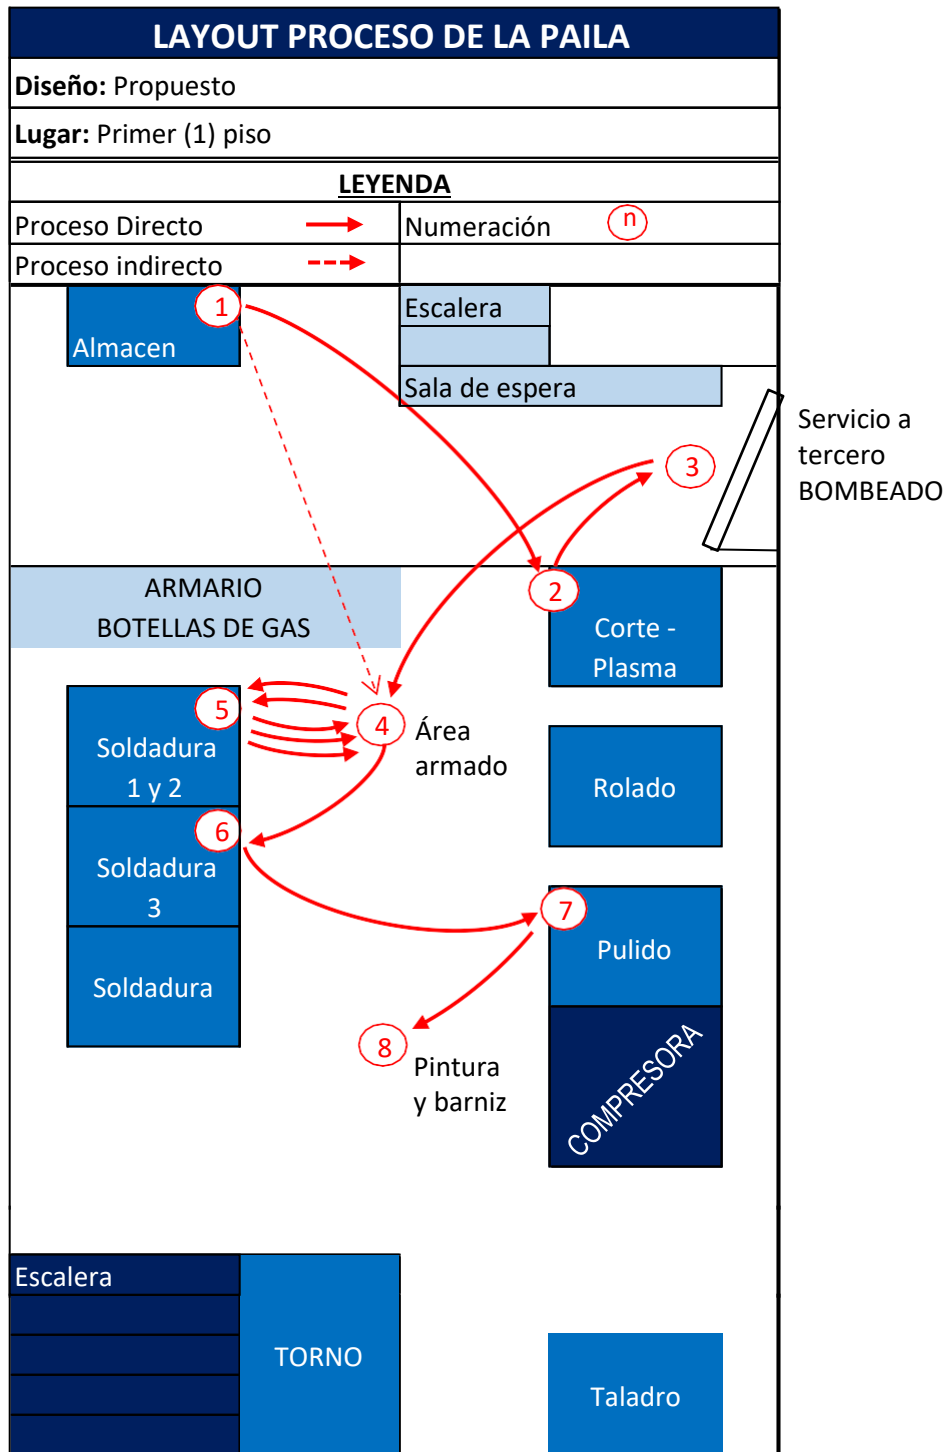 LAYOUT PROCESO DE LA PAILA
Diseño: Propuesto
Lugar: Primer (1) piso
LEYENDA
Proceso Directo
Numeración n
Proceso indirecto
1
Almacen
Escalera
Sala de espera
3
Servicio a
tercero
BOMBEADO
ARMARIO
BOTELLAS DE GAS
2
Corte -
Plasma
5
Soldadura
1 y 2
4
Área
armado
Rolado
6
Soldadura
3
7
Pulido
Soldadura
8
Pintura
y barniz
COMPRESORA
Escalera
TORNO
Taladro